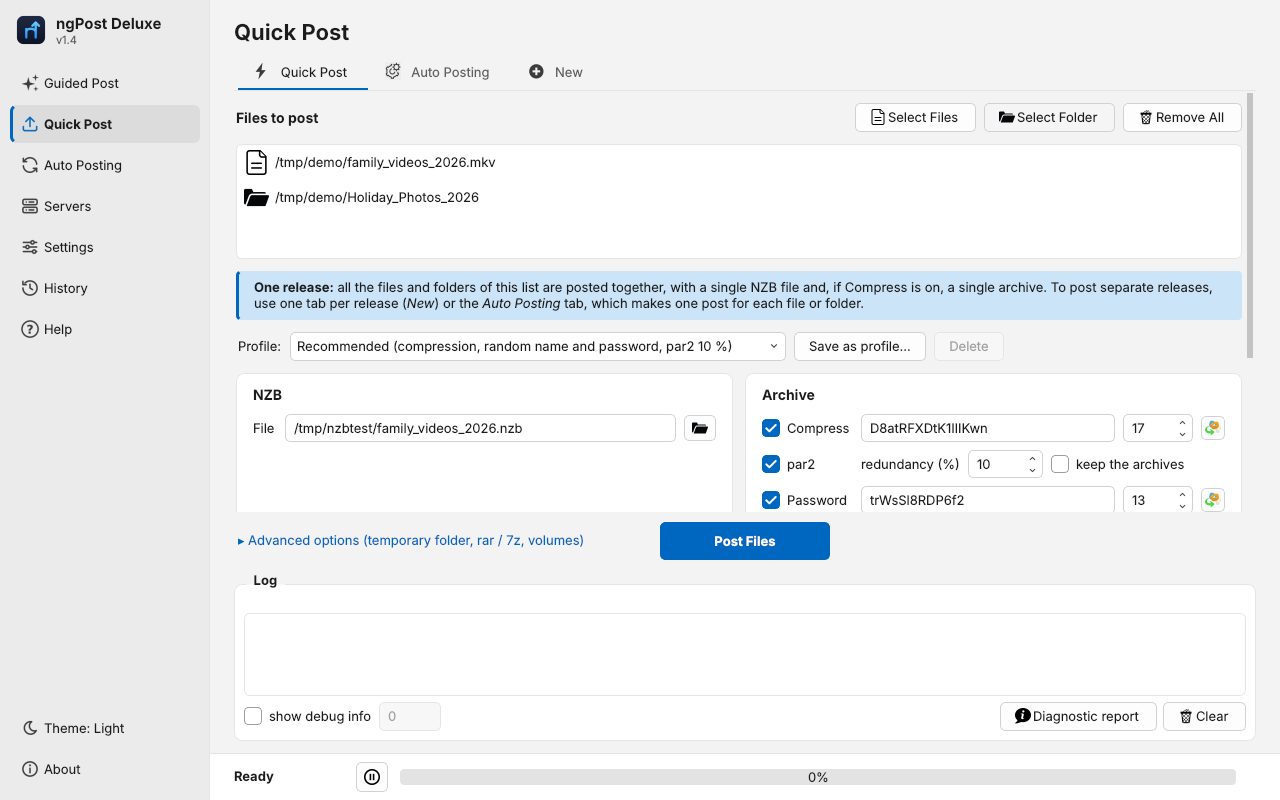 ngPost Deluxe
v1.4
Guided Post
Quick Post
Auto Posting
Servers
Settings
History
Help
Theme: Light
About
Quick Post
Quick Post
Auto Posting
New
Files to post
Select Files
Select Folder
Remove All
/tmp/demo/family_videos_2026.mkv
/tmp/demo/Holiday_Photos_2026
One release: all the files and folders of this list are posted together, with a single NZB file and, if Compress is on, a single archive. To post separate releases,
use one tab per release (New) or the Auto Posting tab, which makes one post for each file or folder.
Profile:
Recommended (compression, random name and password, par2 10 %)
Save as profile...
Delete
NZB
File
/tmp/nzbtest/family_videos_2026.nzb
Archive
Compress
17
par2
redundancy (%)
10
keep the archives
Password
13
▸ Advanced options (temporary folder, rar / 7z, volumes)
Post Files
Log
show debug info
0
Diagnostic report
Clear
Ready
0%